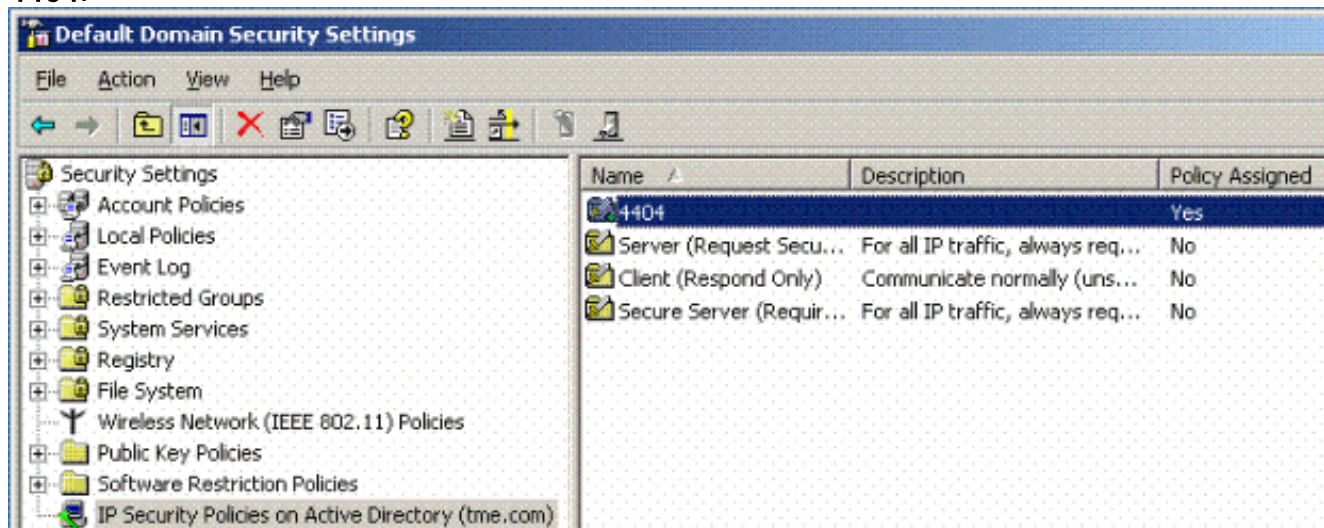 Default Domain Security Settings
File Action View Help
Security Settings
Account Policies
Local Policies
Event Log
Restricted Groups
System Services
Registry
File System
Wireless Network (IEEE 802.11) Policies
Public Key Policies
Software Restriction Policies
IP Security Policies on Active Directory (tme.com)
Name Description Policy Assigned
4404 Yes
Server (Request Secu... For all IP traffic, always req... No
Client (Respond Only) Communicate normally (uns... No
Secure Server (Requir... For all IP traffic, always req... No